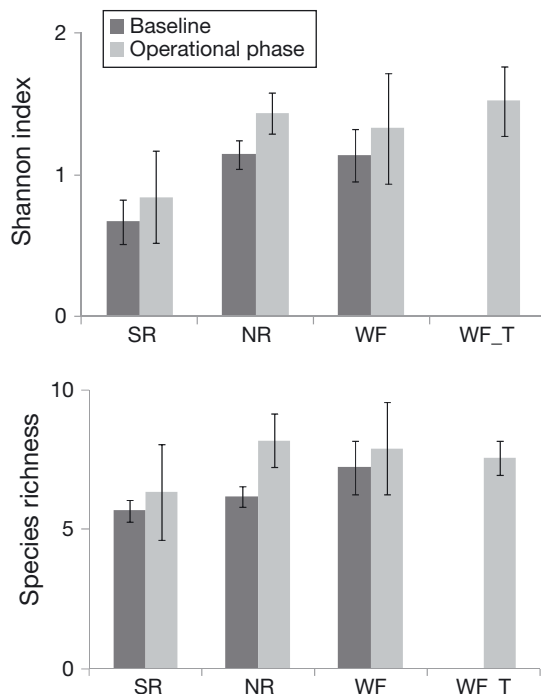 Baseline
Operational phase
Shannon index
2
1
0
SR NR WF WF_T
Species richness
10
5
0
SR NR WF WF_T